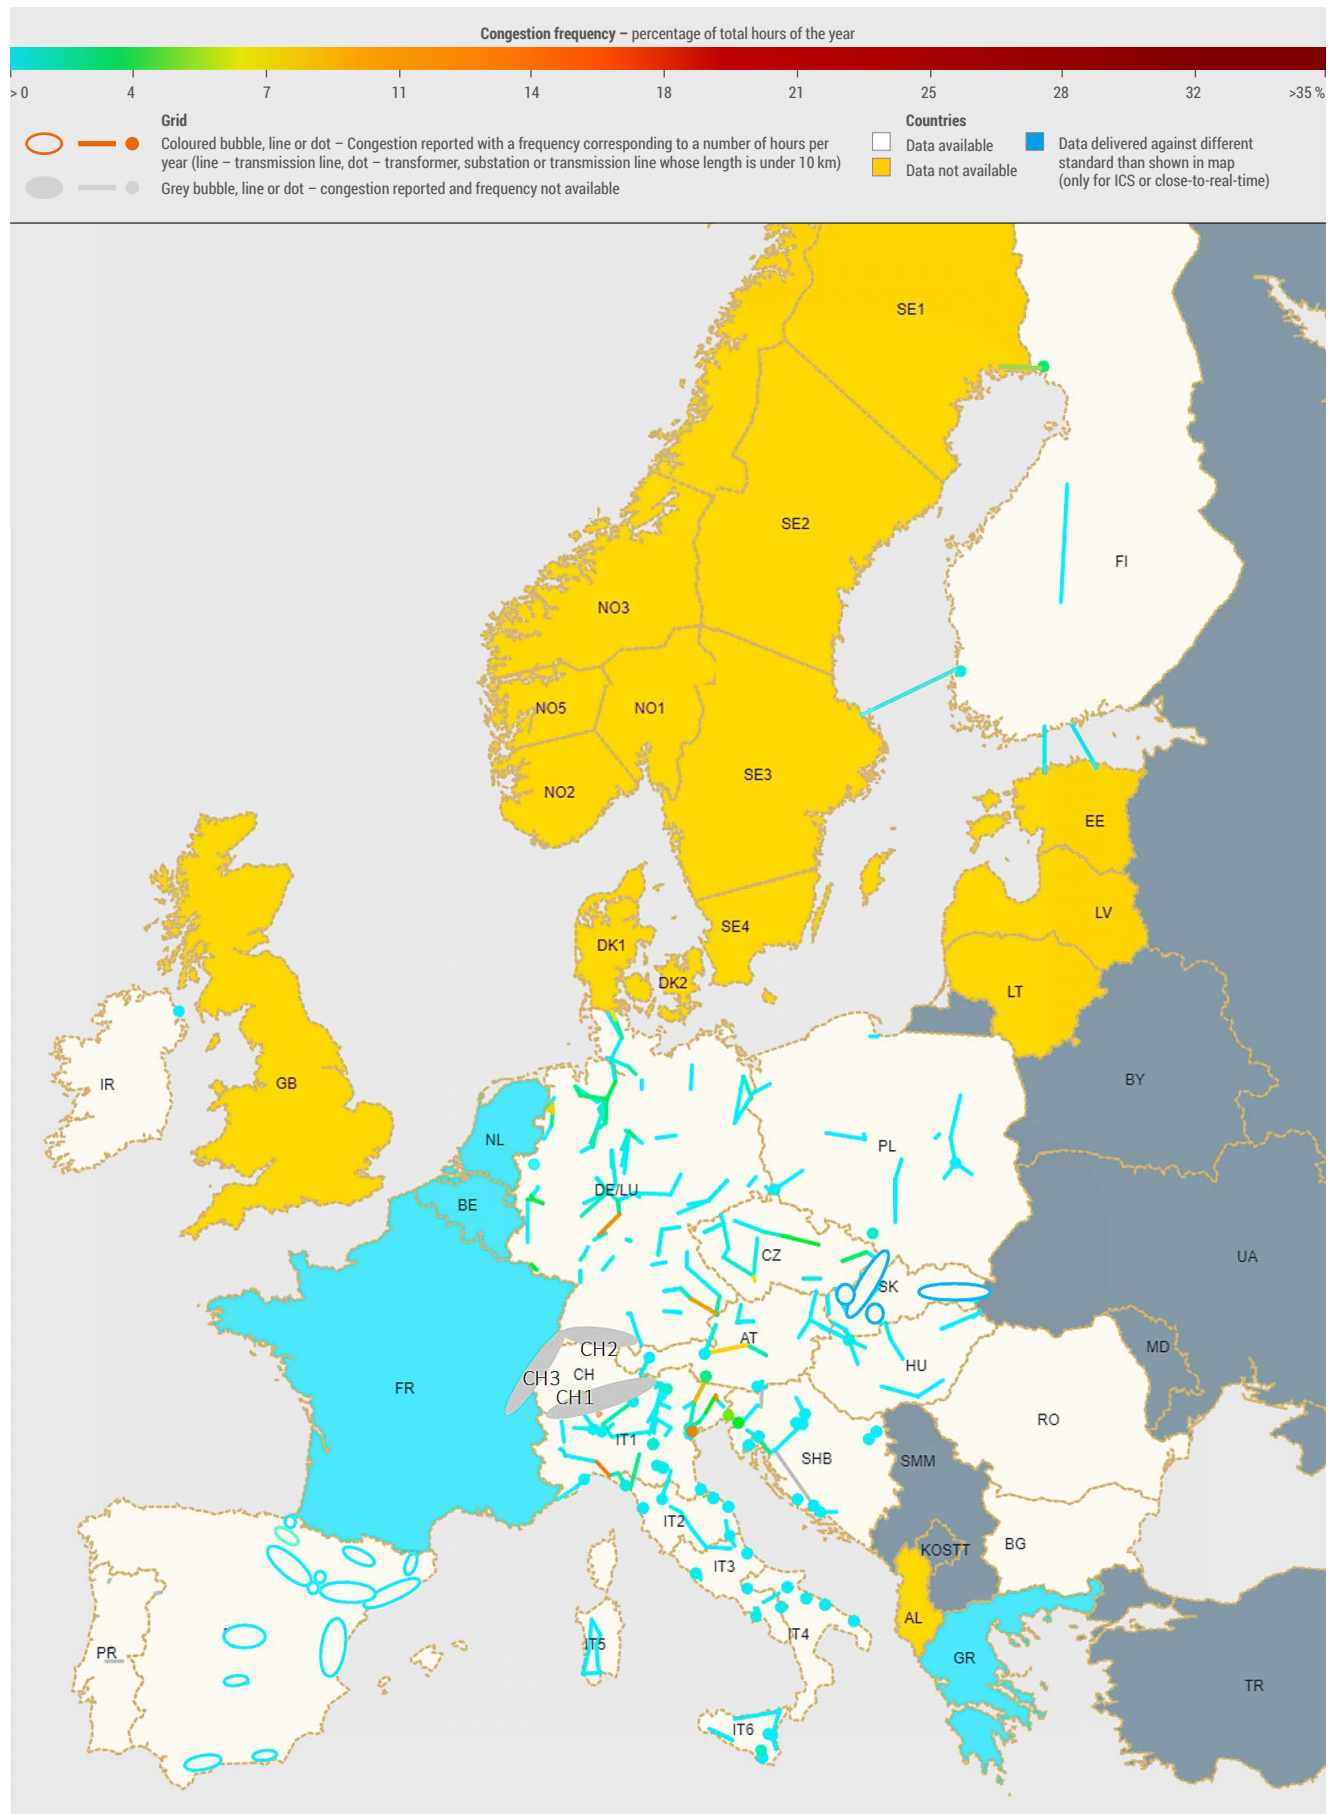 Congestion frequency – percentage of total hours of the year
> 0 4 7 11 14 18 21 25 28 32 >35 %
Grid
Coloured bubble, line or dot – Congestion reported with a frequency corresponding to a number of hours per
year (line – transmission line, dot – transformer, substation or transmission line whose length is under 10 km)
Grey bubble, line or dot – congestion reported and frequency not available
Countries
Data available
Data not available
Data delivered against different
standard than shown in map
(only for ICS or close-to-real-time)
SE1
SE2
FI
NO3
NO5
NO1
SE3
NO2
EE
LV
SE4
DK1
DK2
LT
IR
GB
BY
NL
PL
DE/LU
BE
CZ
UA
SK
AT
MD
CH2
HU
CH
CH3
FR
CH1
RO
IT1
SHB
SMM
IT2
KOSTT
BG
IT3
AL
IT4
PR
IT5
GR
TR
IT6